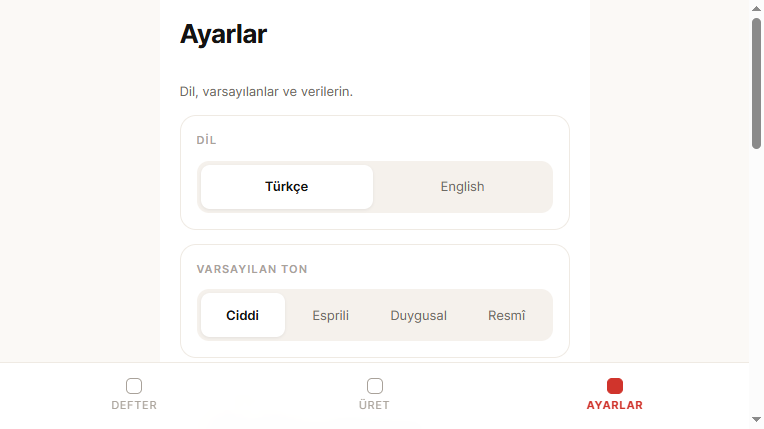 Ayarlar
Dil, varsayılanlar ve verilerin.
DİL
Türkçe English
VARSAYILAN TON
Ciddi Esprili Duygusal Resmî
DEFTER ÜRET AYARLAR